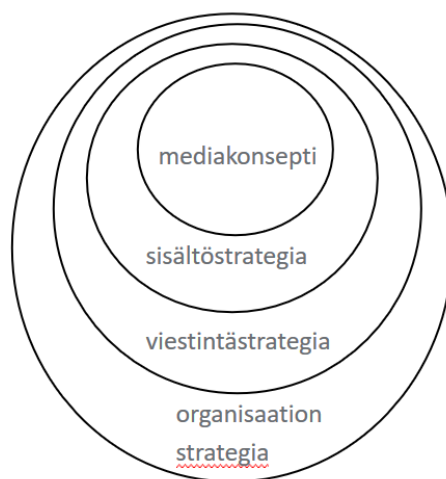 mediakonsepti
sisältöstrategia
viestintästrategia
organisaation
strategia